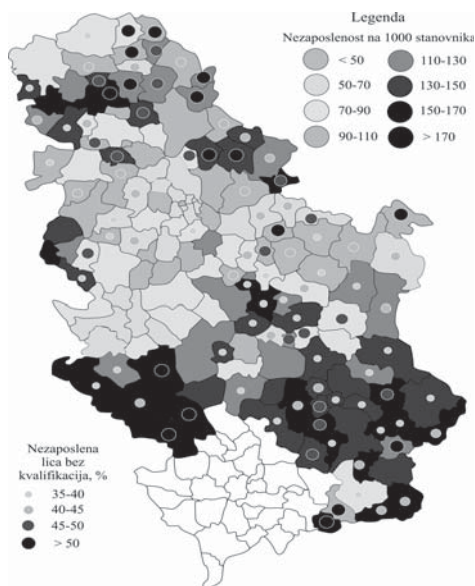 Legenda
Nezaposlenost na 1000 stanovnika
< 50
50-70
70-90
90-110
110-130
130-150
150-170
> 170
Nezaposlena
lica bez
kvalifikacija, %
35-40
40-45
45-50
> 50